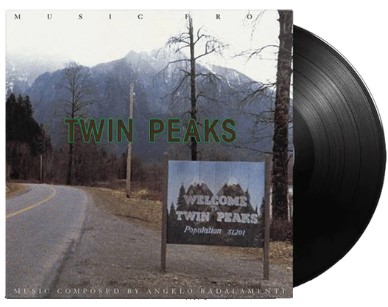 MUSIC FRO
TWIN PEAKS
WELCOME
TO
TWIN PEAKS
Population 51,201
MUSIC COMPOSED BY ANGELO BADALAMENTI